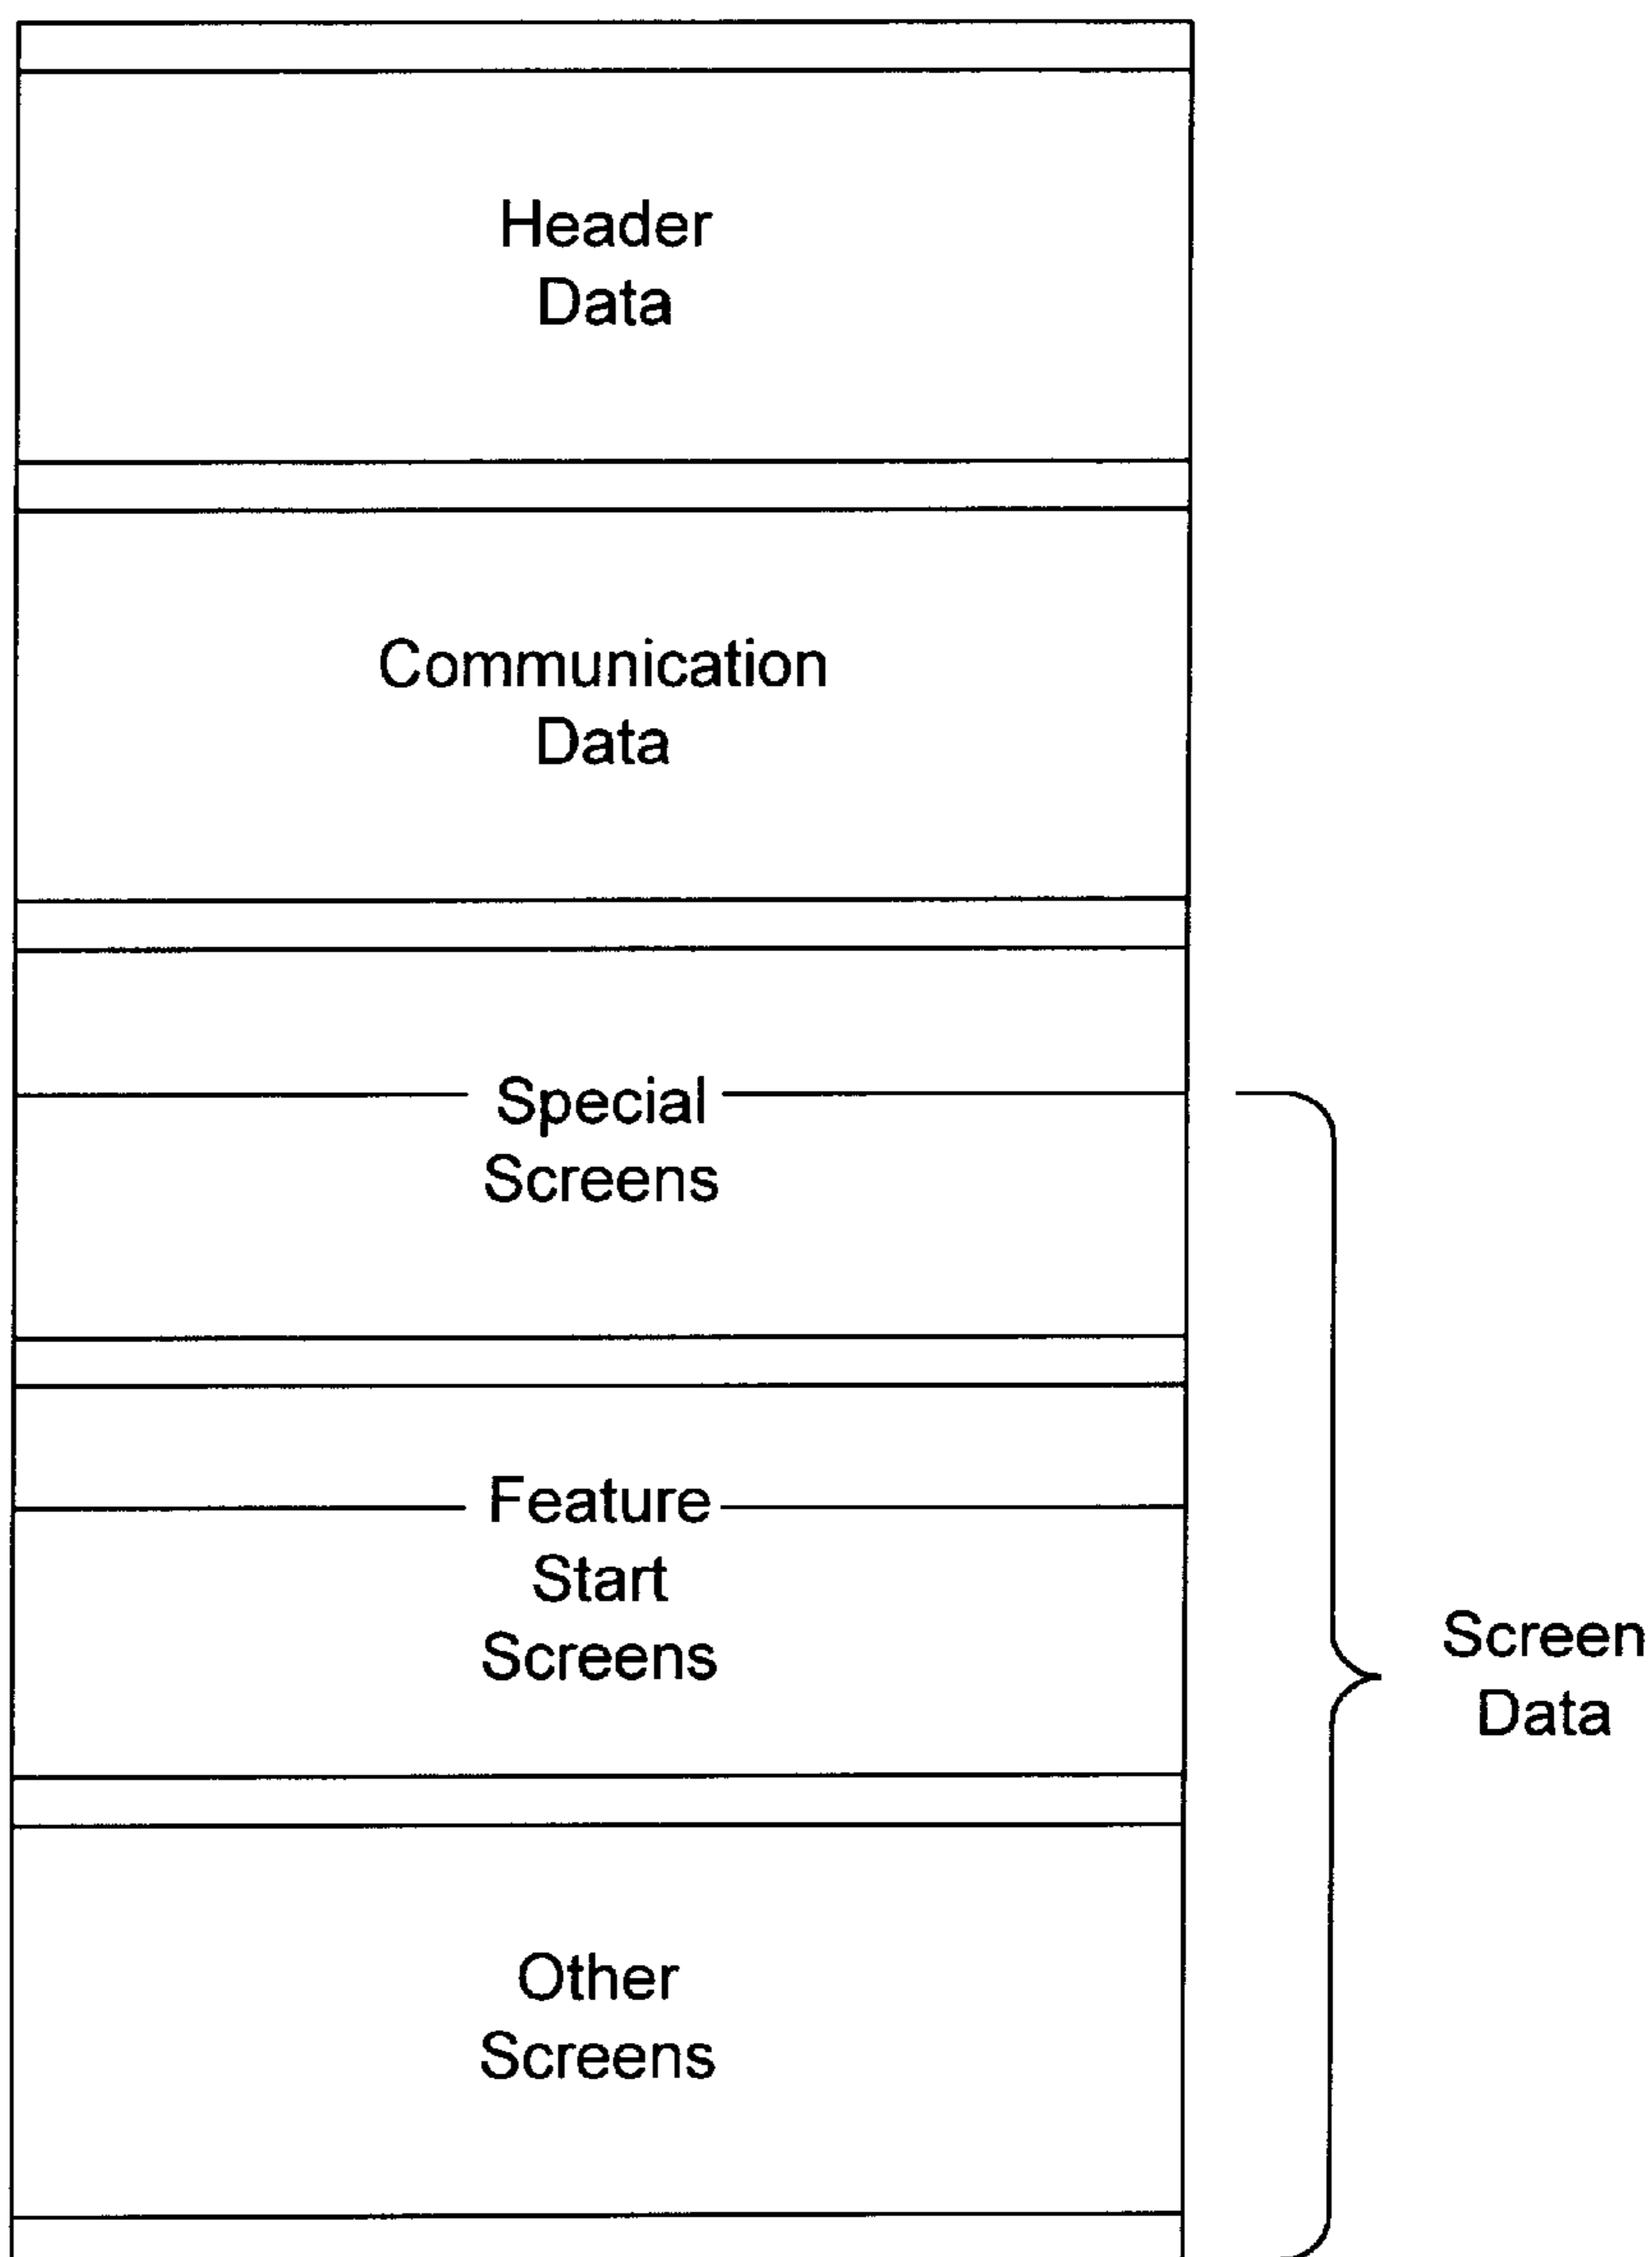 Header
Data
Communication
Data
Special
Screens
Feature
Start
Screens
Other
Screens
Screen
Data